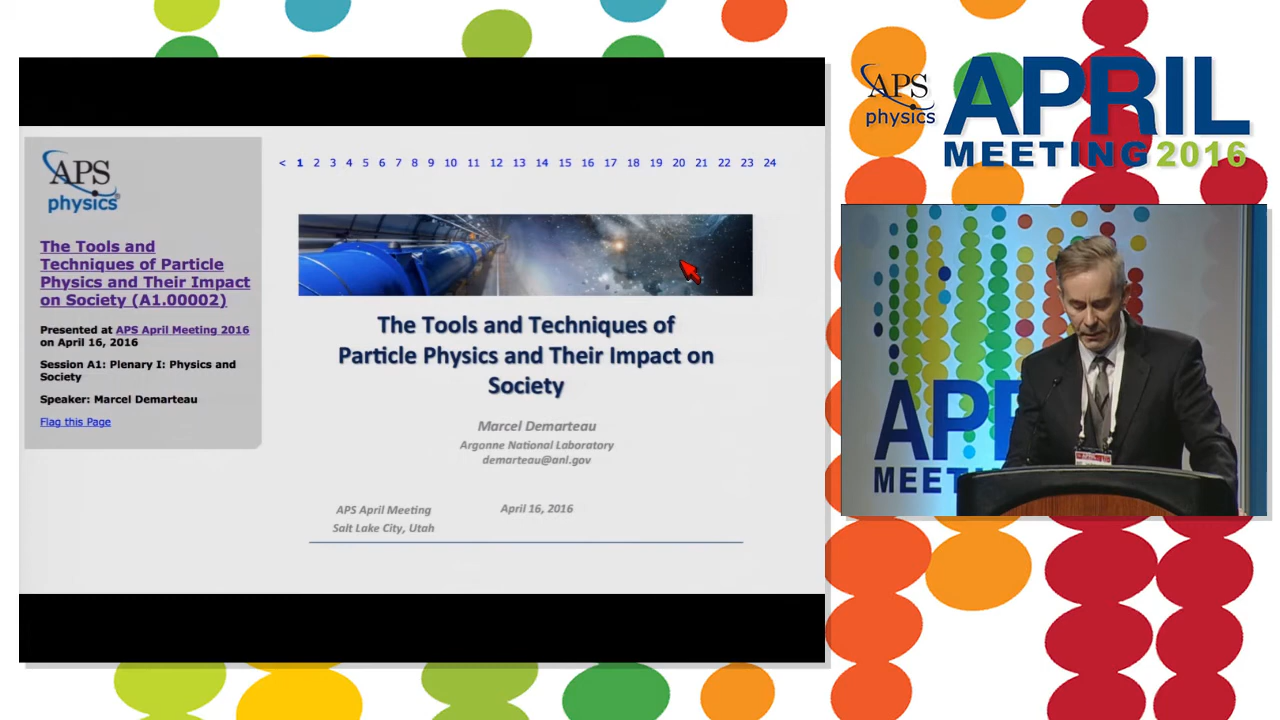 APS
physics
APRIL
MEETING 2016
APS
physics
The Tools and
Techniques of Particle
Physics and Their Impact
on Society (A1.00002)
Presented at APS April Meeting 2016
on April 16, 2016
Session A1: Plenary I: Physics and
Society
Speaker: Marcel Demarteau
Flag this Page
< 1 2 3 4 5 6 7 8 9 10 11 12 13 14 15 16 17 18 19 20 21 22 23 24
The Tools and Techniques of
Particle Physics and Their Impact on
Society
Marcel Demarteau
Argonne National Laboratory
demarteau@anl.gov
APS April Meeting
Salt Lake City, Utah
April 16, 2016
AP
MEET